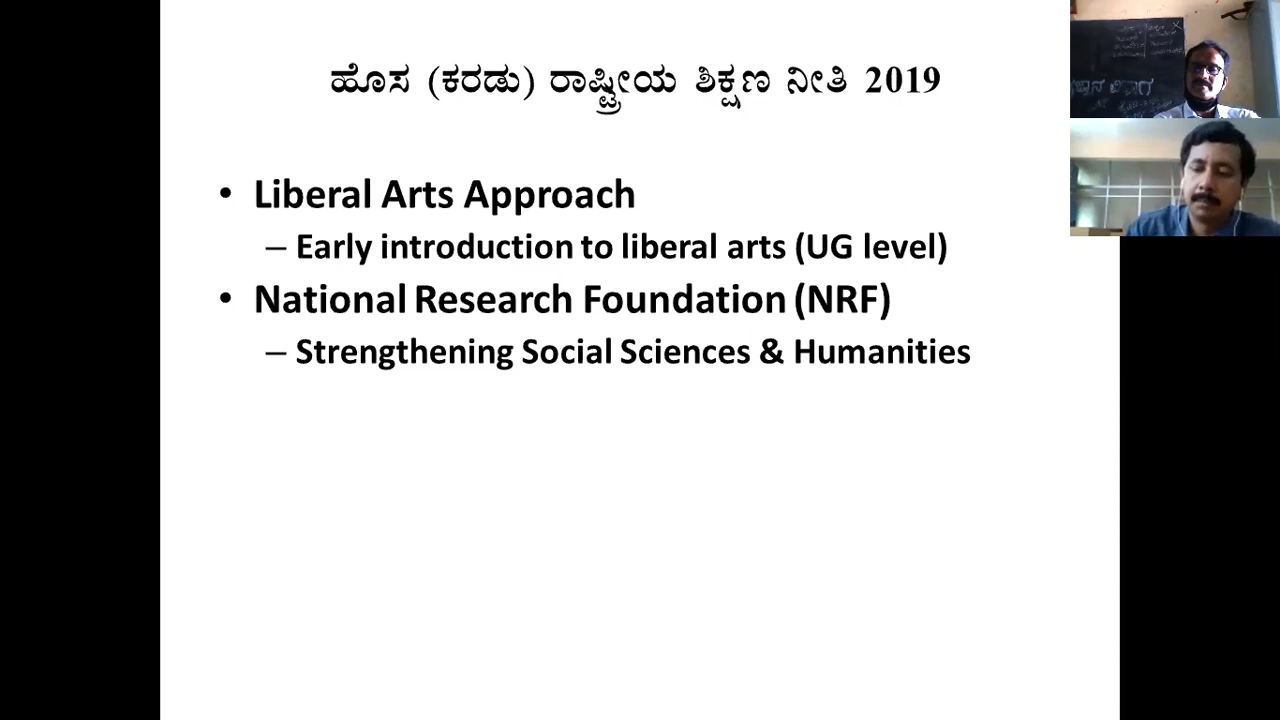 ಹೊಸ (ಕರಡು) ರಾಷ್ಟ್ರೀಯ ಶಿಕ್ಷಣ ನೀತಿ 2019
• Liberal Arts Approach
– Early introduction to liberal arts (UG level)
• National Research Foundation (NRF)
– Strengthening Social Sciences & Humanities